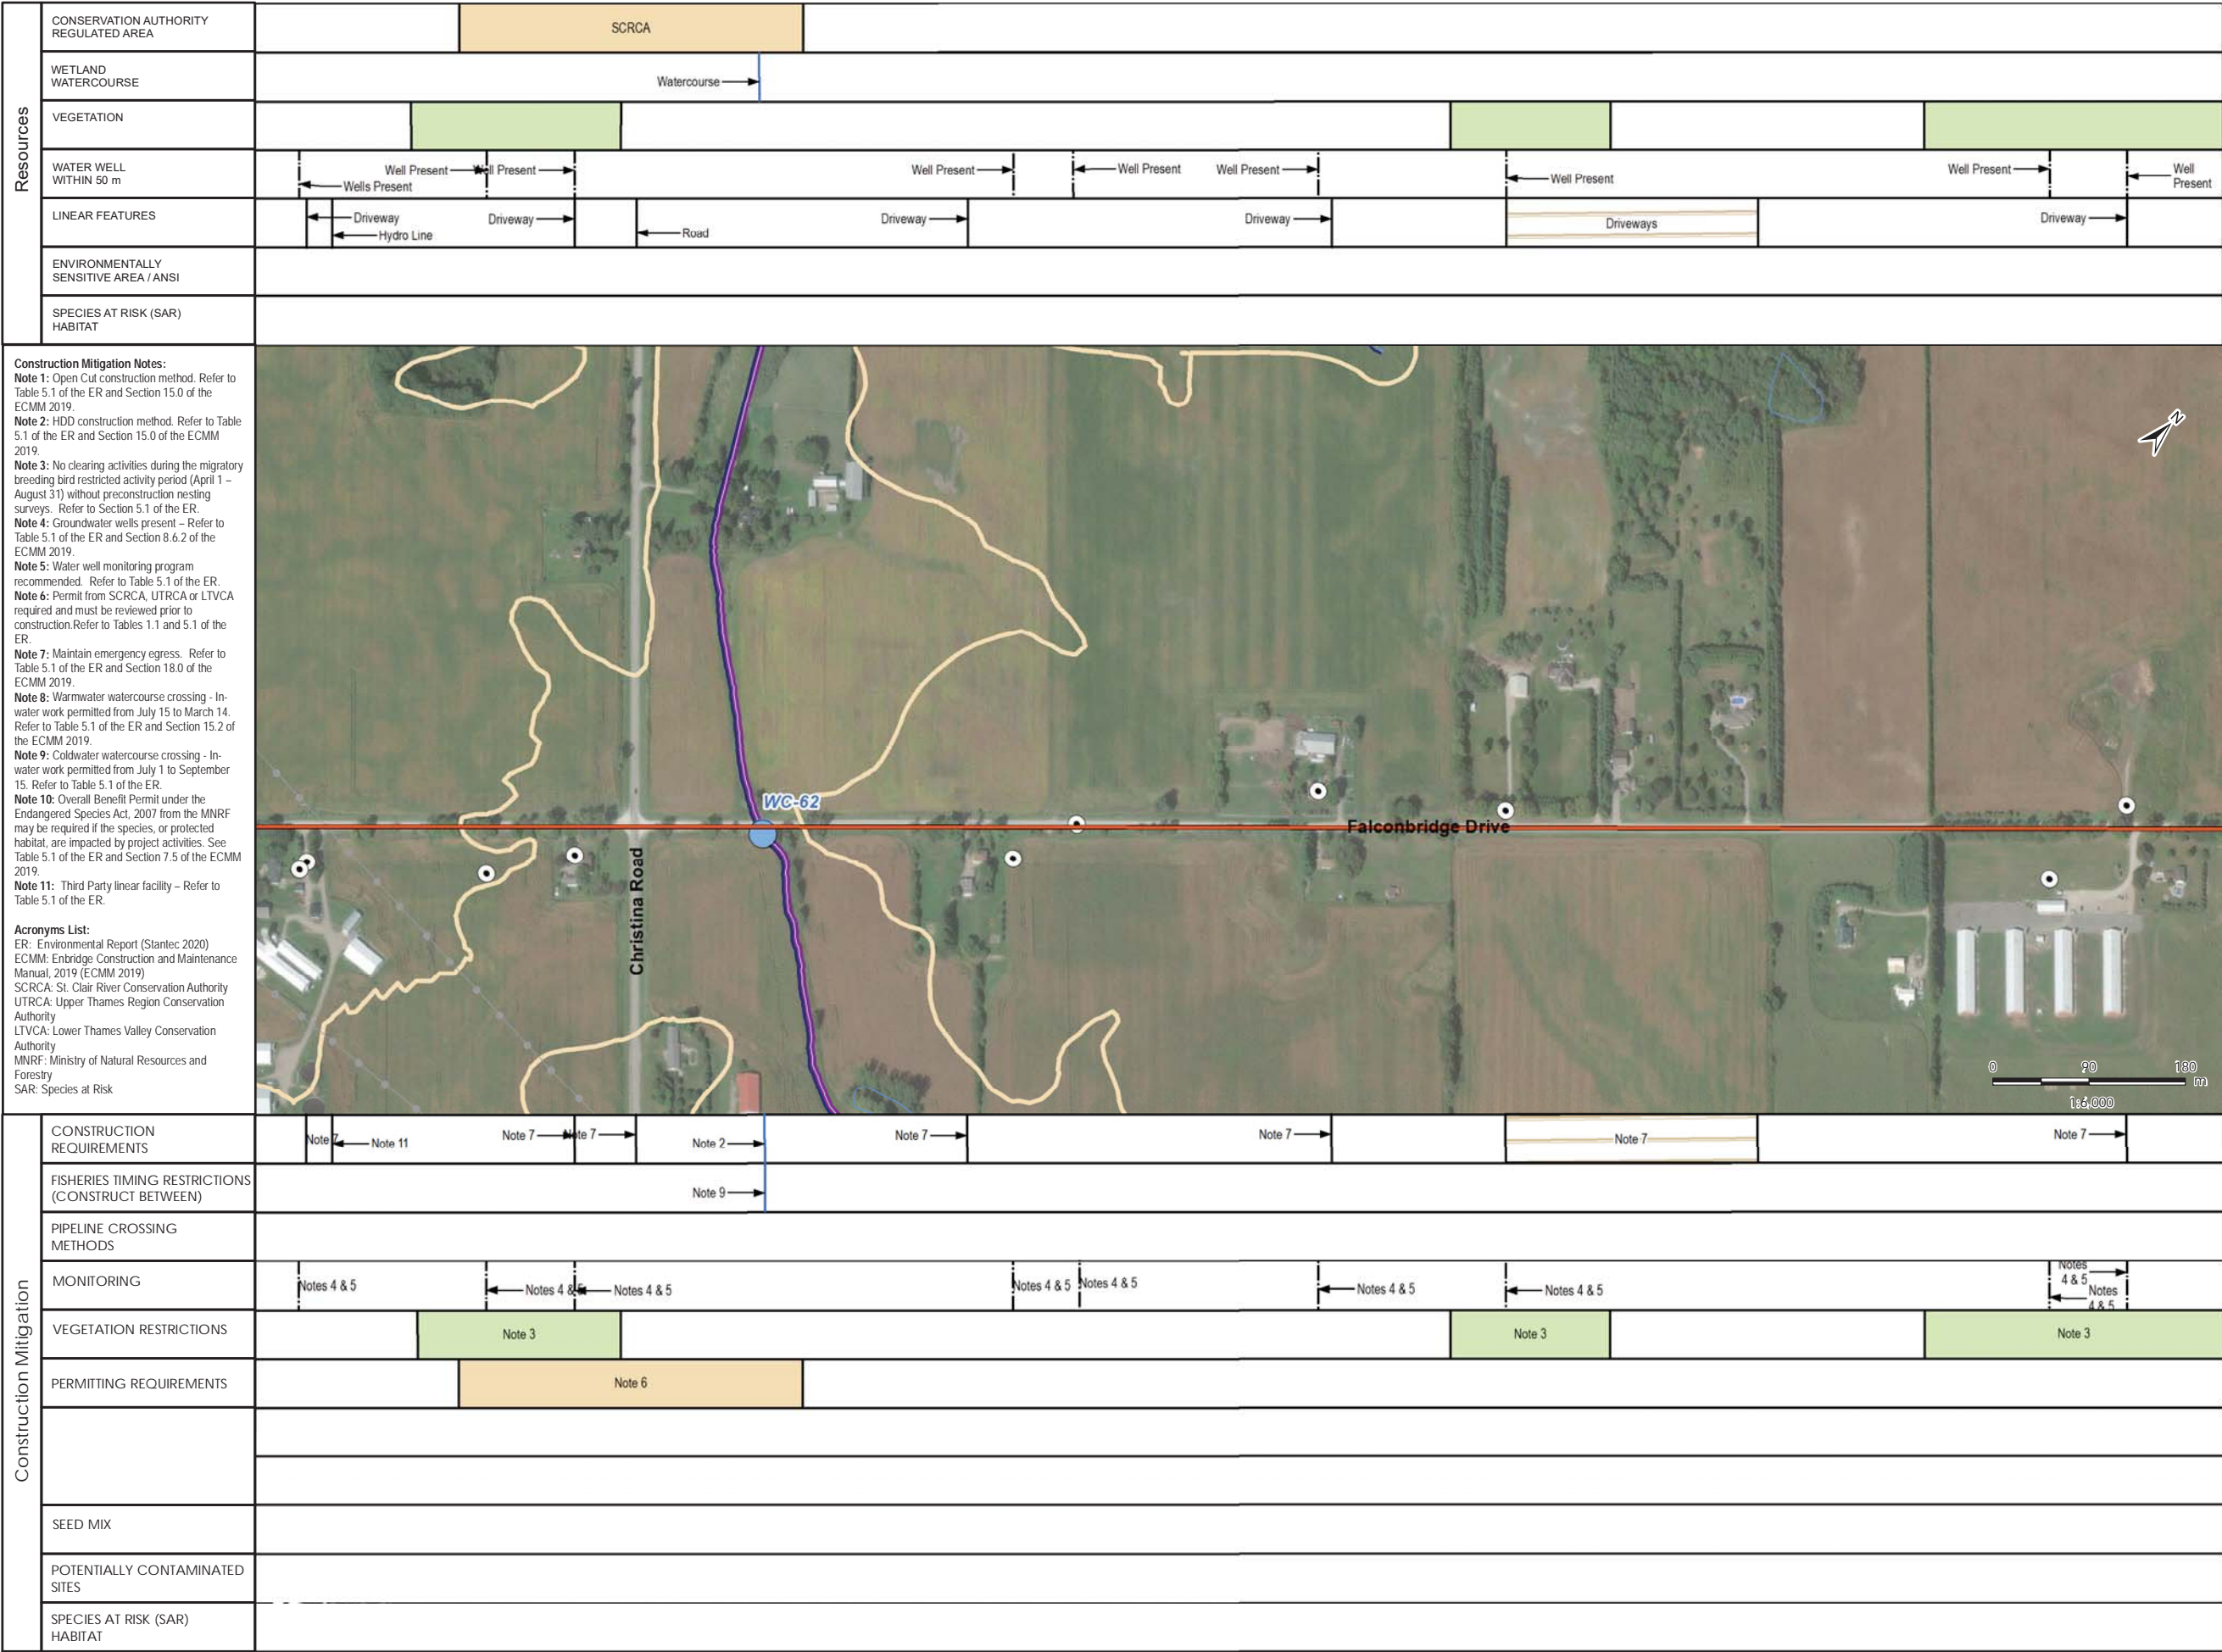 Resources
CONSERVATION AUTHORITY
REGULATED AREA
SCRCA
WETLAND
WATERCOURSE
Watercourse
VEGETATION
WATER WELL
WITHIN 50 m
Wells Present
Well Present
Well Present
Well Present
Well Present
Well Present
Well Present
Well Present
Well
Present
LINEAR FEATURES
Driveway
Hydro Line
Driveway
Road
Driveway
Driveway
Driveways
Driveway
ENVIRONMENTALLY
SENSITIVE AREA / ANSI
SPECIES AT RISK (SAR)
HABITAT
Construction Mitigation Notes:
Note 1: Open Cut construction method. Refer to
Table 5.1 of the ER and Section 15.0 of the
ECMM 2019.
Note 2: HDD construction method. Refer to Table
5.1 of the ER and Section 15.0 of the ECMM
2019.
Note 3: No clearing activities during the migratory
breeding bird restricted activity period (April 1 –
August 31) without preconstruction nesting
surveys. Refer to Section 5.1 of the ER.
Note 4: Groundwater wells present – Refer to
Table 5.1 of the ER and Section 8.6.2 of the
ECMM 2019.
Note 5: Water well monitoring program
recommended. Refer to Table 5.1 of the ER.
Note 6: Permit from SCRCA, UTRCA or LTVCA
required and must be reviewed prior to
construction.Refer to Tables 1.1 and 5.1 of the
ER.
Note 7: Maintain emergency egress. Refer to
Table 5.1 of the ER and Section 18.0 of the
ECMM 2019.
Note 8: Warmwater watercourse crossing - In-
water work permitted from July 15 to March 14.
Refer to Table 5.1 of the ER and Section 15.2 of
the ECMM 2019.
Note 9: Coldwater watercourse crossing - In-
water work permitted from July 1 to September
15. Refer to Table 5.1 of the ER.
Note 10: Overall Benefit Permit under the
Endangered Species Act, 2007 from the MNRF
may be required if the species, or protected
habitat, are impacted by project activities. See
Table 5.1 of the ER and Section 7.5 of the ECMM
2019.
Note 11: Third Party linear facility – Refer to
Table 5.1 of the ER.
Acronyms List:
ER: Environmental Report (Stantec 2020)
ECMM: Enbridge Construction and Maintenance
Manual, 2019 (ECMM 2019)
SCRCA: St. Clair River Conservation Authority
UTRCA: Upper Thames Region Conservation
Authority
LTVCA: Lower Thames Valley Conservation
Authority
MNRF: Ministry of Natural Resources and
Forestry
SAR: Species at Risk
N
WC-62
Falconbridge Drive
Christina Road
0 90 180
m
1:6,000
Construction Mitigation
CONSTRUCTION
REQUIREMENTS
Note 7
Note 11
Note 7
Note 7
Note 2
Note 7
Note 7
Note 7
Note 7
FISHERIES TIMING RESTRICTIONS
(CONSTRUCT BETWEEN)
Note 9
PIPELINE CROSSING
METHODS
MONITORING
Notes 4 & 5
Notes 4 & 5
Notes 4 & 5
Notes 4 & 5
Notes 4 & 5
Notes 4 & 5
Notes 4 & 5
Notes
4 & 5
Notes
4 & 5
VEGETATION RESTRICTIONS
Note 3
Note 3
Note 3
PERMITTING REQUIREMENTS
Note 6
SEED MIX
POTENTIALLY CONTAMINATED
SITES
SPECIES AT RISK (SAR)
HABITAT